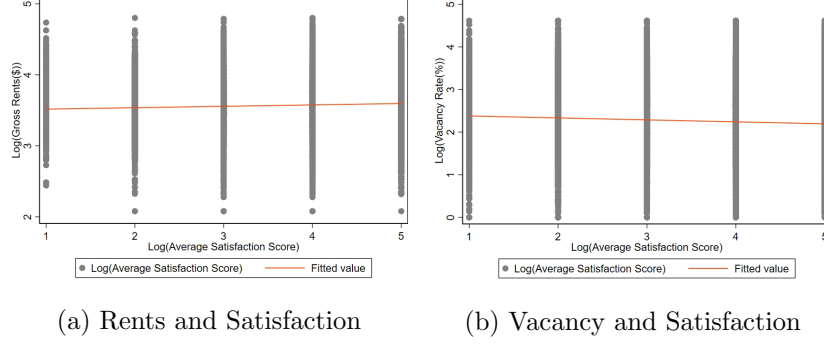 5
4
3
2
Log(Gross Rents($))
1 2 3 4 5
Log(Average Satisfaction Score)
Log(Average Satisfaction Score) Fitted value
(a) Rents and Satisfaction
5
4
3
2
1
0
Log(Vacancy Rate(%))
1 2 3 4 5
Log(Average Satisfaction Score)
Log(Average Satisfaction Score) Fitted value
(b) Vacancy and Satisfaction